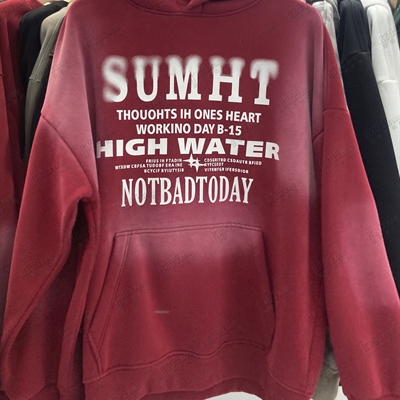 SUMHT
THOUOHTS IH ONES HEART
WORKINO DAY B-15
HIGH WATER
NOTBADTODAY